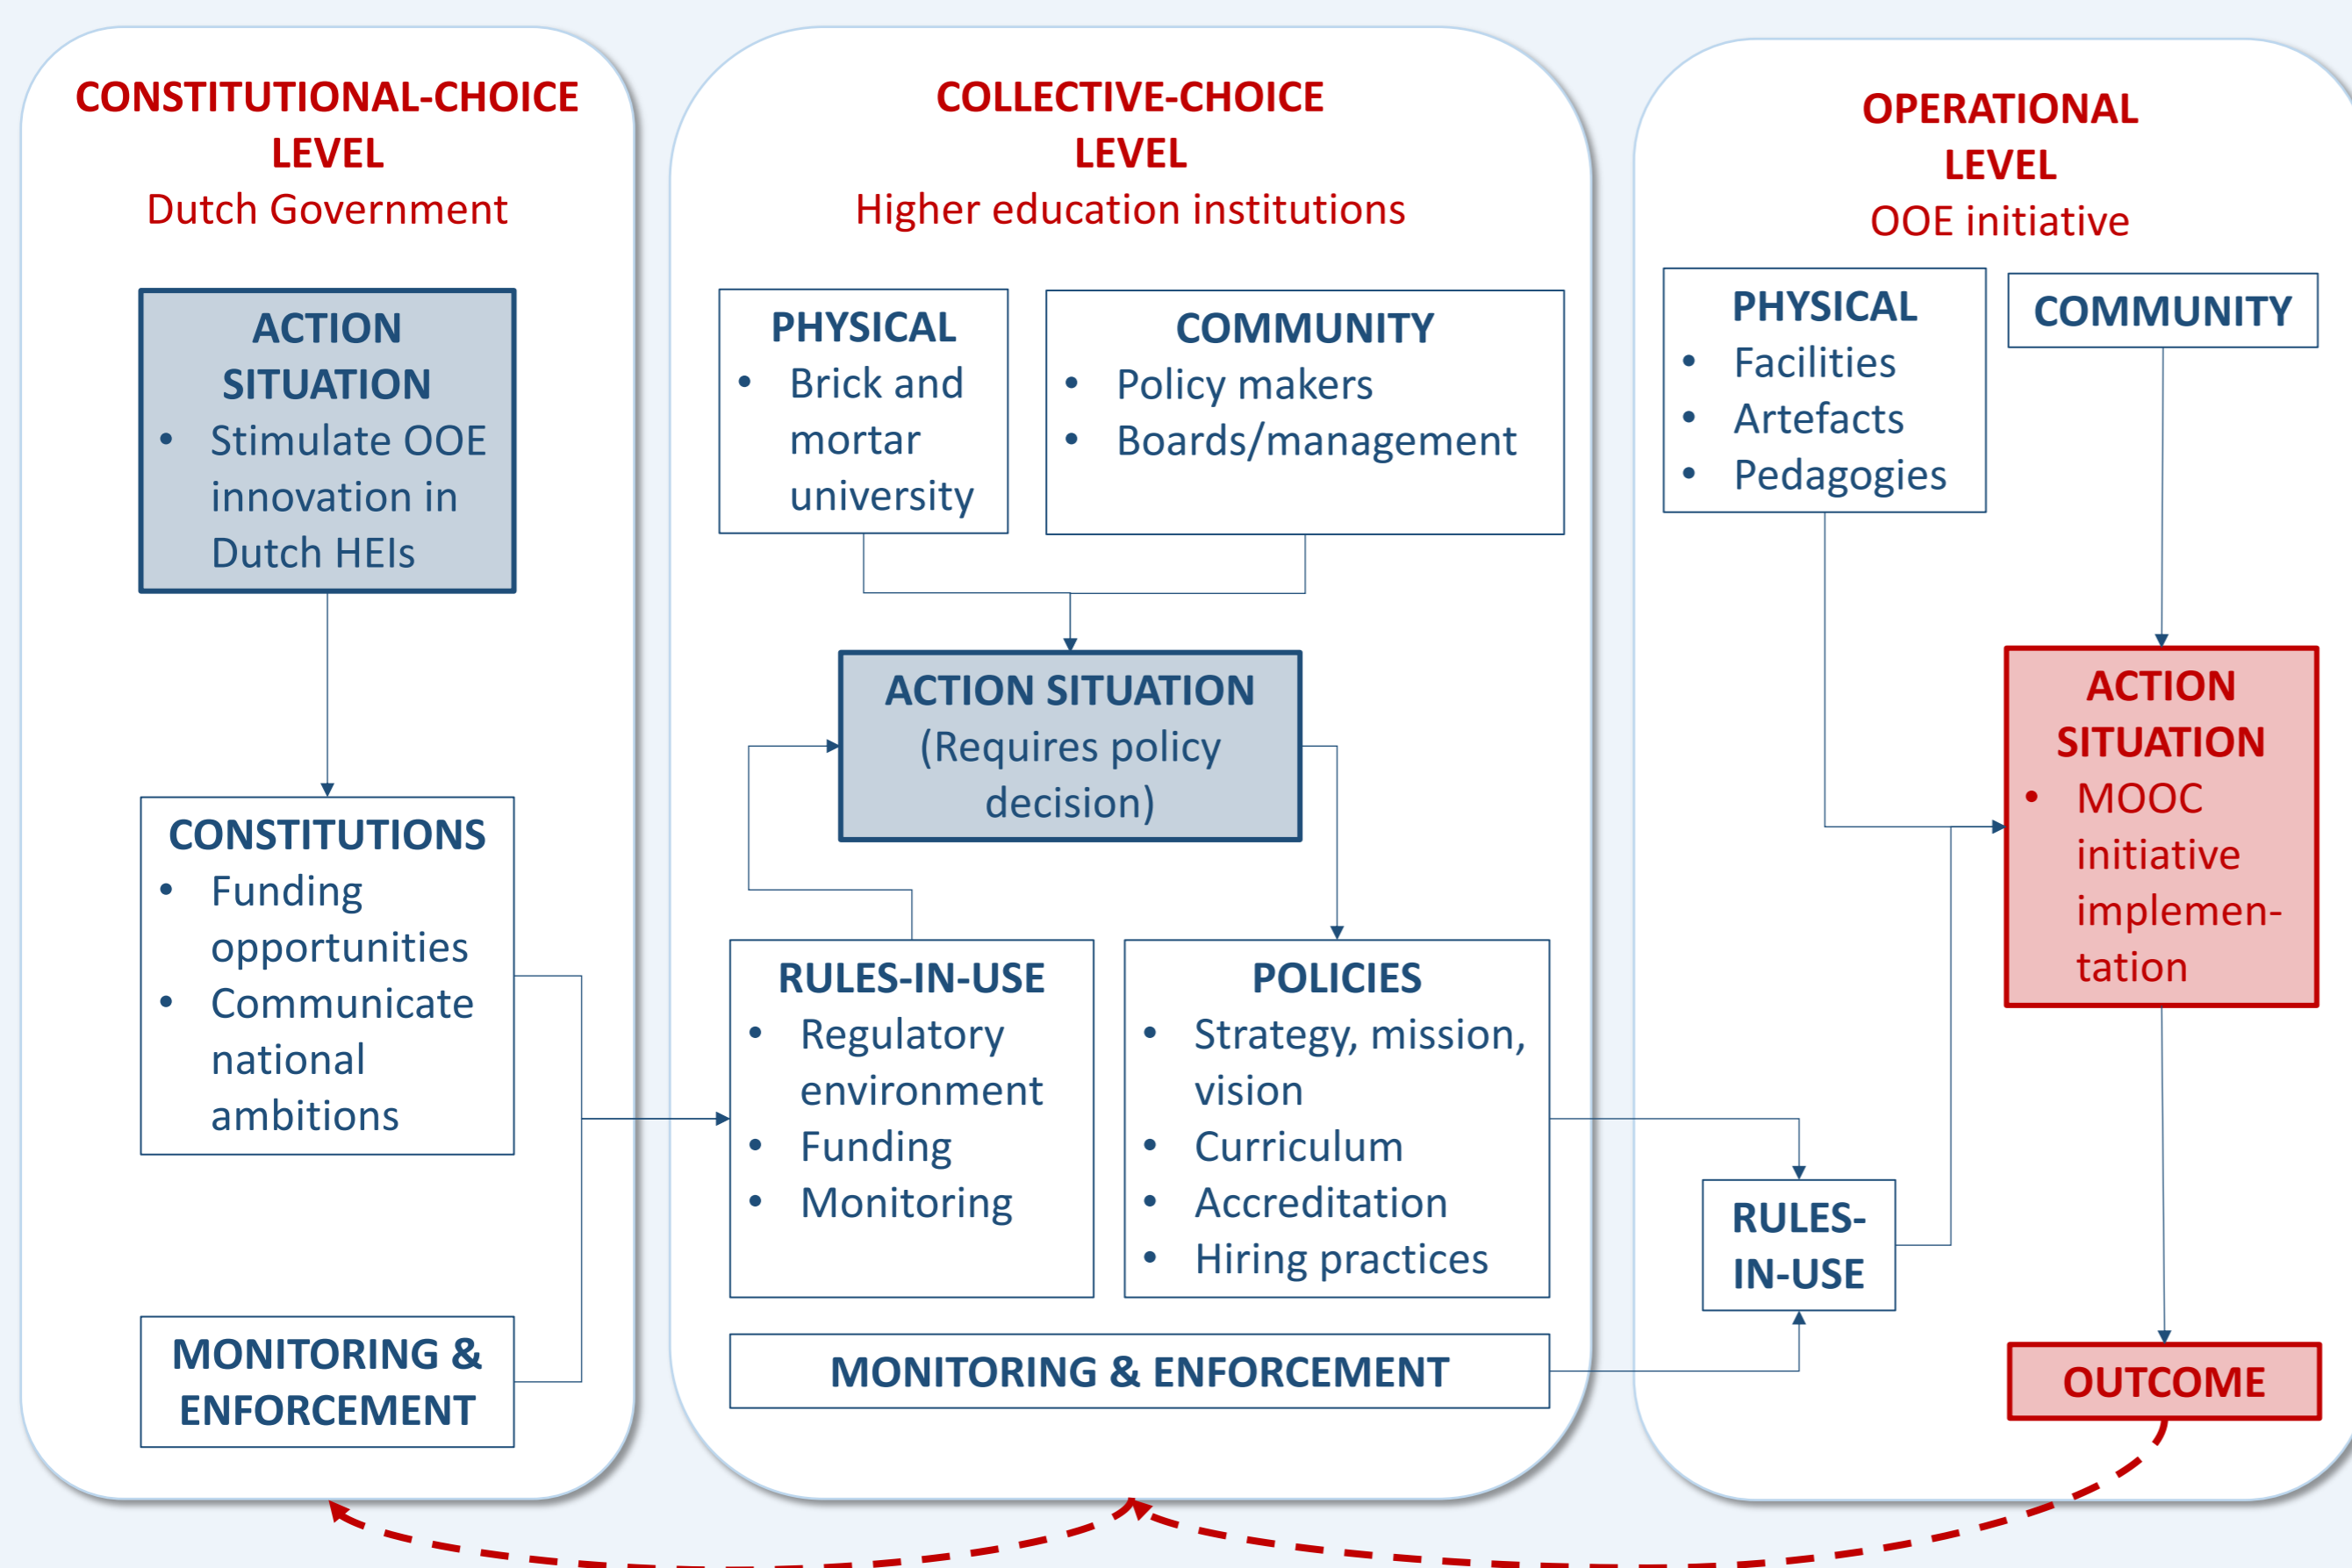 CONSTITUTIONAL-CHOICE
LEVEL
Dutch Government
ACTION
SITUATION
• Stimulate OOE
innovation in
Dutch HEIs
CONSTITUTIONS
• Funding
opportunities
• Communicate
national
ambitions
MONITORING &
ENFORCEMENT
COLLECTIVE-CHOICE
LEVEL
Higher education institutions
PHYSICAL
• Brick and
mortar
university
COMMUNITY
• Policy makers
• Boards/management
ACTION SITUATION
(Requires policy
decision)
RULES-IN-USE
• Regulatory
environment
• Funding
• Monitoring
POLICIES
• Strategy, mission,
vision
• Curriculum
• Accreditation
• Hiring practices
MONITORING & ENFORCEMENT
OPERATIONAL
LEVEL
OOE initiative
PHYSICAL
• Facilities
• Artefacts
• Pedagogies
COMMUNITY
ACTION
SITUATION
• MOOC
initiative
implemen-
tation
RULES-
IN-USE
OUTCOME